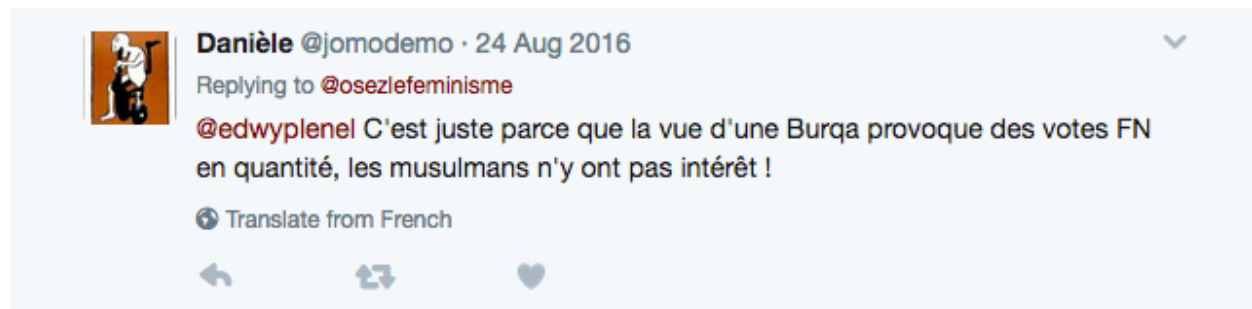 Danièle @jomodemo · 24 Aug 2016
Replying to @osezlefeminisme
@edwyplenel C'est juste parce que la vue d'une Burqa provoque des votes FN
en quantité, les musulmans n'y ont pas intérêt !
Translate from French